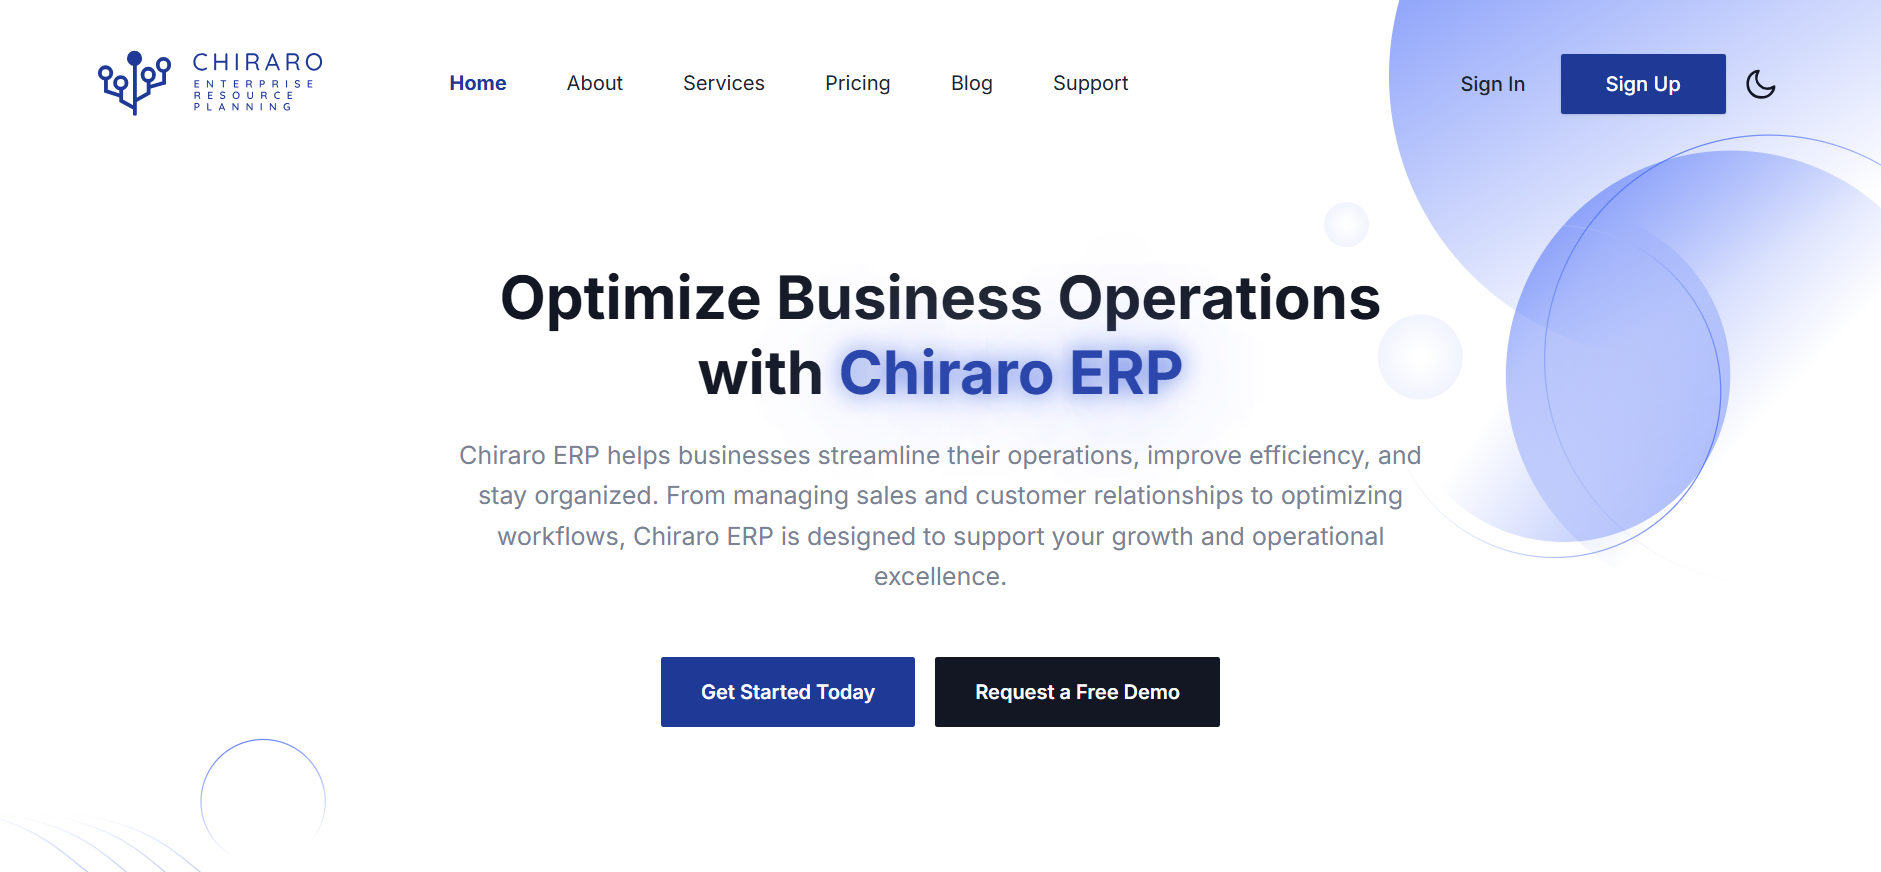 CHIRARO
ENTERPRISE
RESOURCE
PLANNING
Home
About
Services
Pricing
Blog
Support
Sign In
Sign Up
Optimize Business Operations
with Chiraro ERP
Chiraro ERP helps businesses streamline their operations, improve efficiency, and
stay organized. From managing sales and customer relationships to optimizing
workflows, Chiraro ERP is designed to support your growth and operational
excellence.
Get Started Today
Request a Free Demo